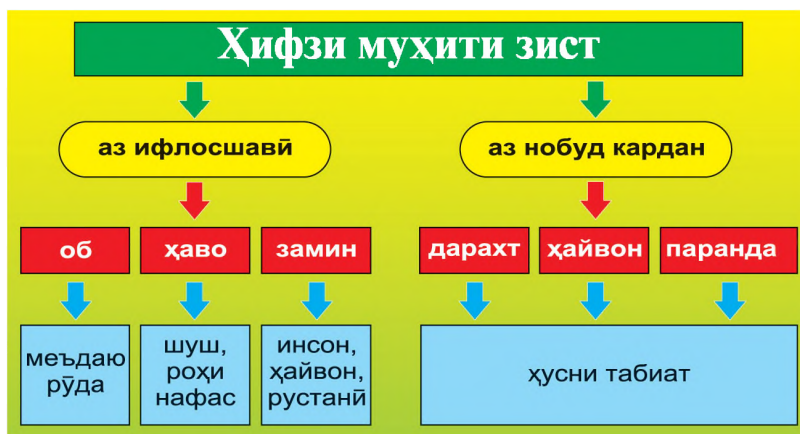 Ҳифзи муҳити зист
аз ифлосшавӣ
аз нобуд кардан
об
ҳаво
замин
дарахт
ҳайвон
паранда
меъдаю
рӯда
шуш,
роҳи
нафас
инсон,
ҳайвон,
рустанӣ
ҳусни табиат